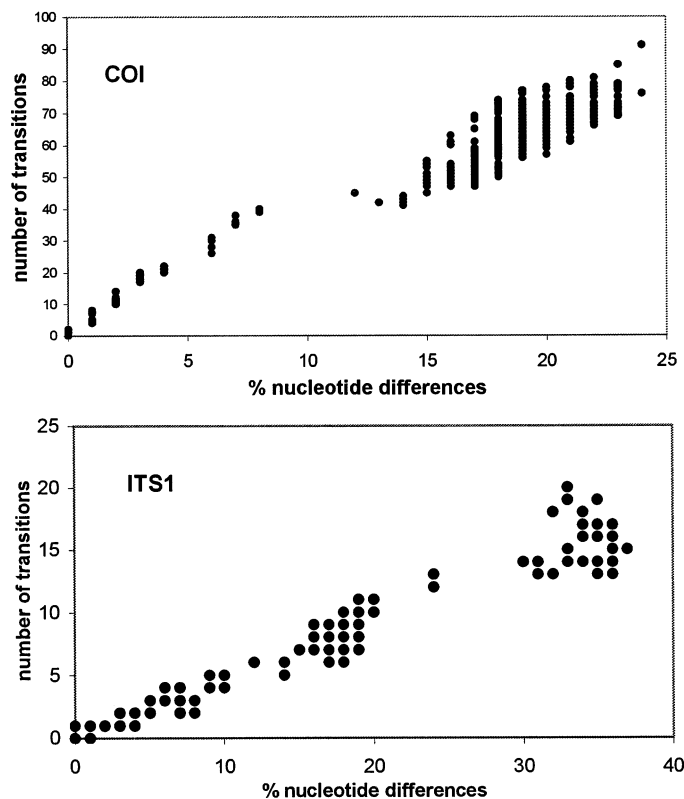 100
90
COI
80
70
60
50
40
30
20
10
0
number of transitions
0 5 10 15 20 25
% nucleotide differences
25
ITS1
20
15
10
5
0
number of transitions
0 10 20 30 40
% nucleotide differences